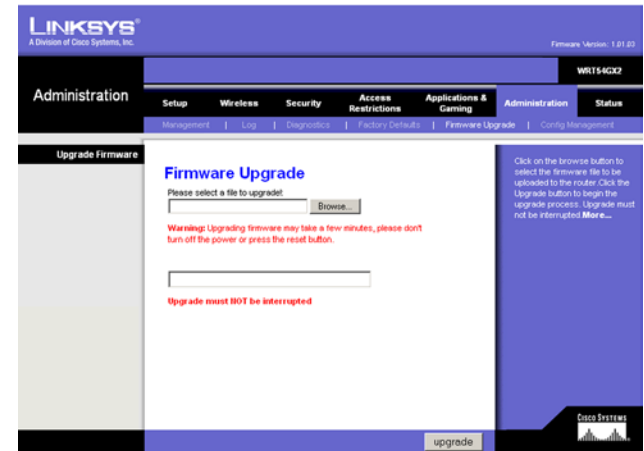 LINKSYS®
A Division of Cisco Systems, Inc.
Firmware Version: 1.01.03
WRT54GX2
Administration
Setup Wireless Security Access Restrictions Applications & Gaming Administration Status
Management | Log | Diagnostics | Factory Defaults | Firmware Upgrade | Config Management
Upgrade Firmware
Firmware Upgrade
Please select a file to upgrade:
Browse...
Warning: Upgrading firmware may take a few minutes, please don't
turn off the power or press the reset button.
Upgrade must NOT be interrupted
Click on the browse button to
select the firmware file to be
uploaded to the router.Click the
Upgrade button to begin the
upgrade process. Upgrade must
not be interrupted.More...
upgrade
CISCO SYSTEMS